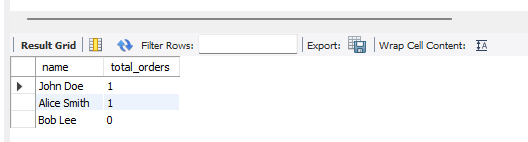 Result Grid Filter Rows: Export: Wrap Cell Content: IA
name total_orders
John Doe 1
Alice Smith 1
Bob Lee 0